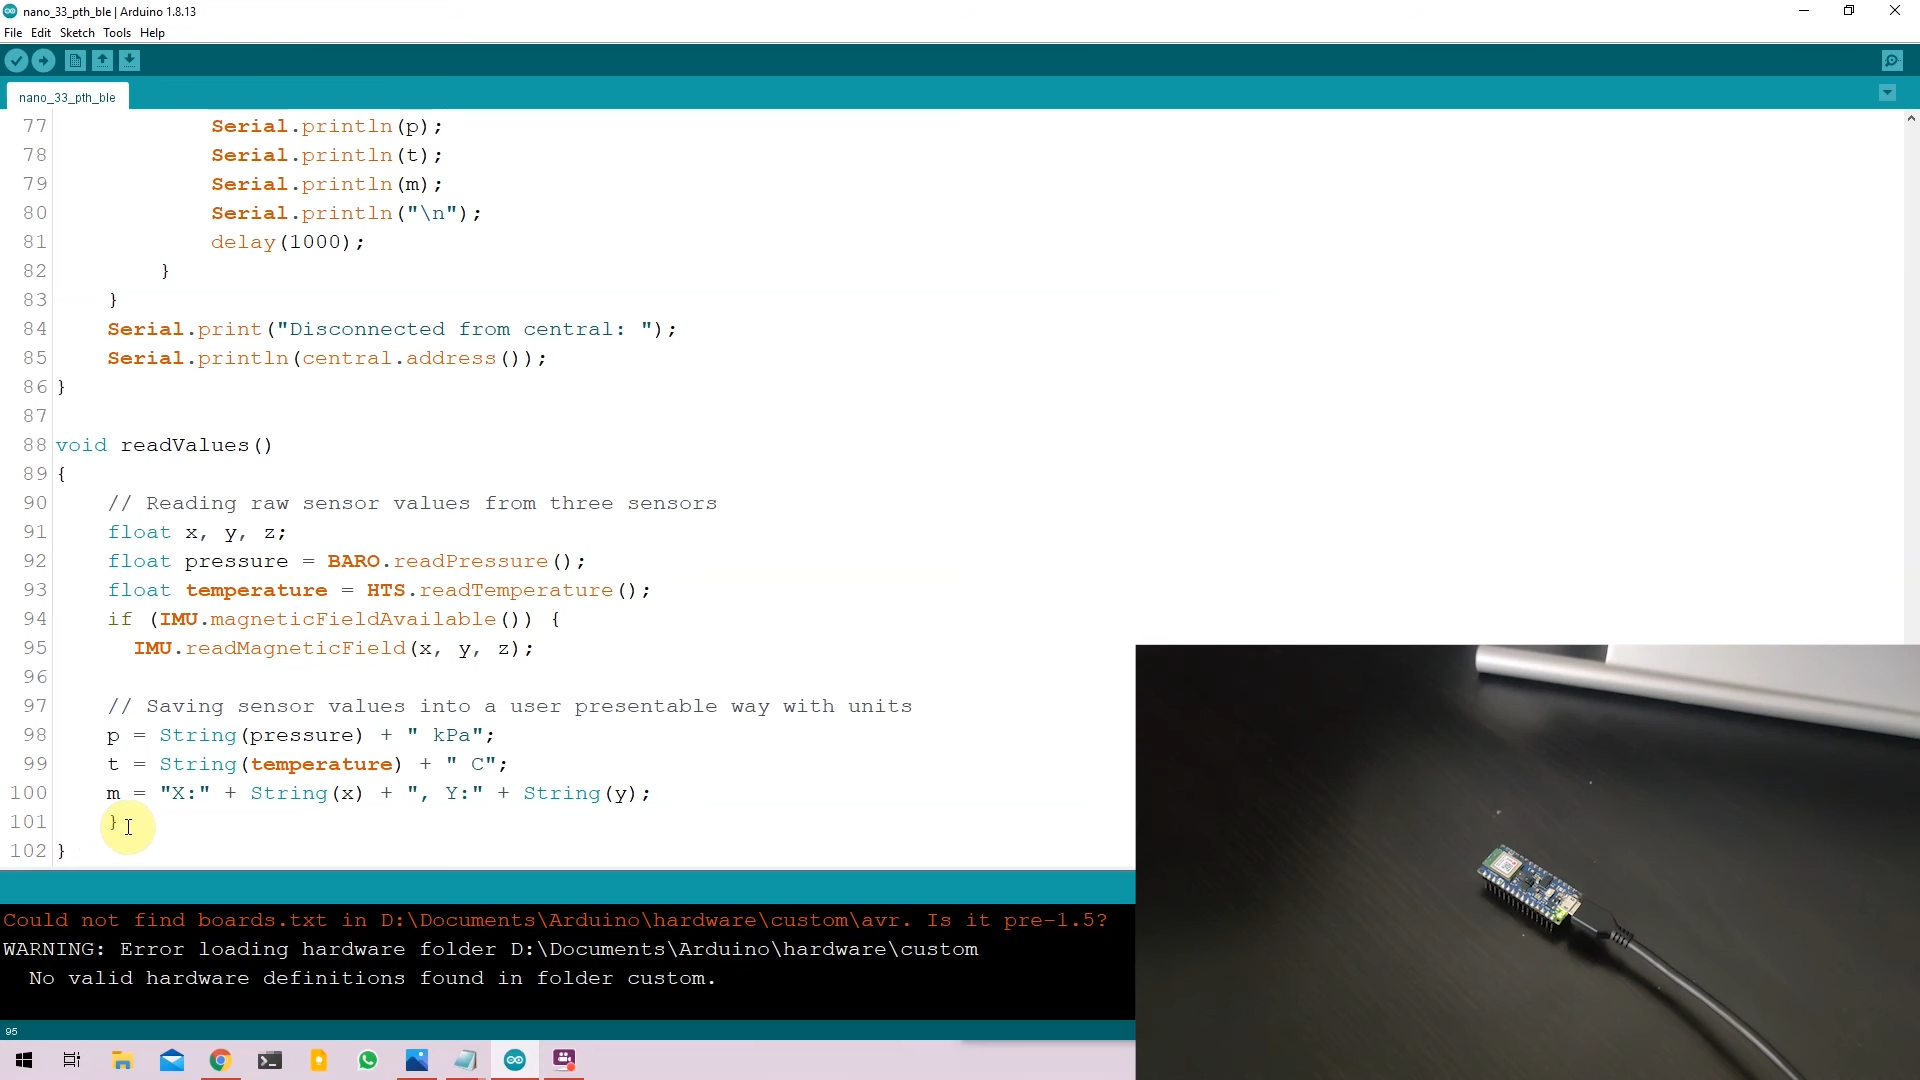 nano_33_pth_ble | Arduino 1.8.13
File Edit Sketch Tools Help
nano_33_pth_ble
77 Serial.println(p);
78 Serial.println(t);
79 Serial.println(m);
80 Serial.println("\n");
81 delay(1000);
82 }
83 }
84 Serial.print("Disconnected from central: ");
85 Serial.println(central.address());
86 }
87
88 void readValues()
89 {
90 // Reading raw sensor values from three sensors
91 float x, y, z;
92 float pressure = BARO.readPressure();
93 float temperature = HTS.readTemperature();
94 if (IMU.magneticFieldAvailable()) {
95 IMU.readMagneticField(x, y, z);
96
97 // Saving sensor values into a user presentable way with units
98 p = String(pressure) + " kPa";
99 t = String(temperature) + " C";
100 m = "X:" + String(x) + ", Y:" + String(y);
101 }
102 }
Could not find boards.txt in D:\Documents\Arduino\hardware\custom\avr. Is it pre-1.5?
WARNING: Error loading hardware folder D:\Documents\Arduino\hardware\custom
No valid hardware definitions found in folder custom.
95